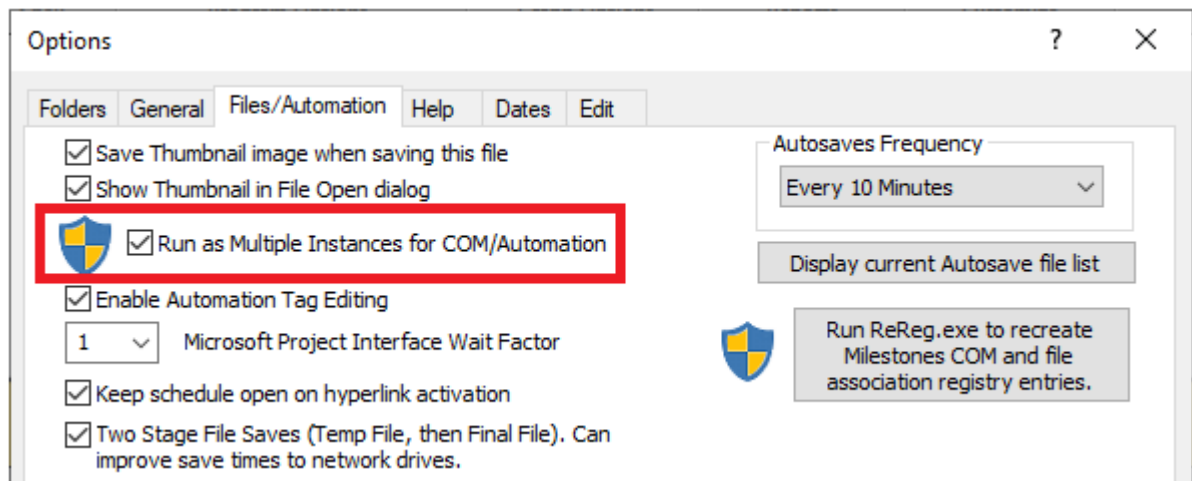 Options
?
Folders General Files/Automation Help Dates Edit
Save Thumbnail image when saving this file
Show Thumbnail in File Open dialog
Run as Multiple Instances for COM/Automation
Enable Automation Tag Editing
1 Microsoft Project Interface Wait Factor
Keep schedule open on hyperlink activation
Two Stage File Saves (Temp File, then Final File). Can
improve save times to network drives.
Autosaves Frequency
Every 10 Minutes
Display current Autosave file list
Run ReReg.exe to recreate
Milestones COM and file
association registry entries.